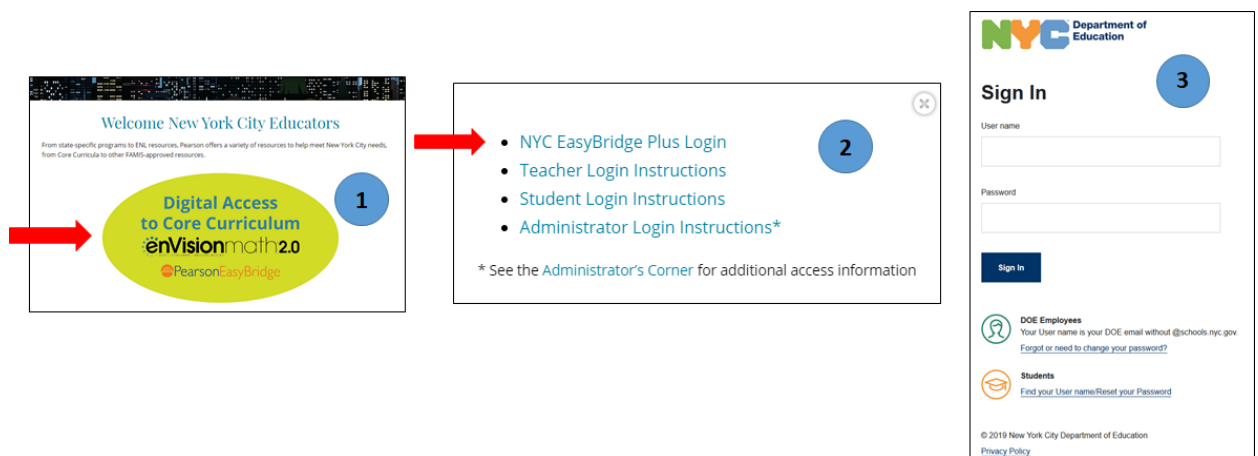 Welcome New York City Educators
From state-specific programs to ENL resources, Pearson offers a variety of resources to help meet New York City needs,
from Core Curricula to other FAMIS-approved resources.
Digital Access
to Core Curriculum
enVisionmath2.0
PearsonEasyBridge
1
NYC EasyBridge Plus Login
Teacher Login Instructions
Student Login Instructions
Administrator Login Instructions*
* See the Administrator's Corner for additional access information
2
NYC Department of
Education
3
Sign In
User name
Password
Sign In
DOE Employees
Your User name is your DOE email without @schools.nyc.gov.
Forgot or need to change your password?
Students
Find your User name/Reset your Password
© 2019 New York City Department of Education
Privacy Policy